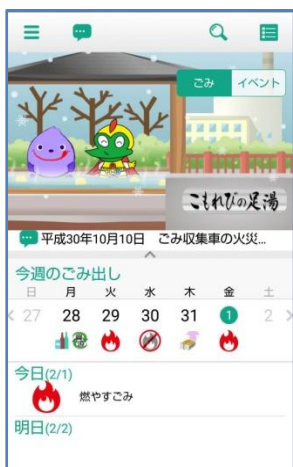 ごみ イベント
こもれびの足湯
平成30年10月10日 ごみ収集車の火災...
今週のごみ出し
日 月 火 水 木 金 土
27 28 29 30 31 1 2
今日(2/1)
燃やすごみ
明日(2/2)